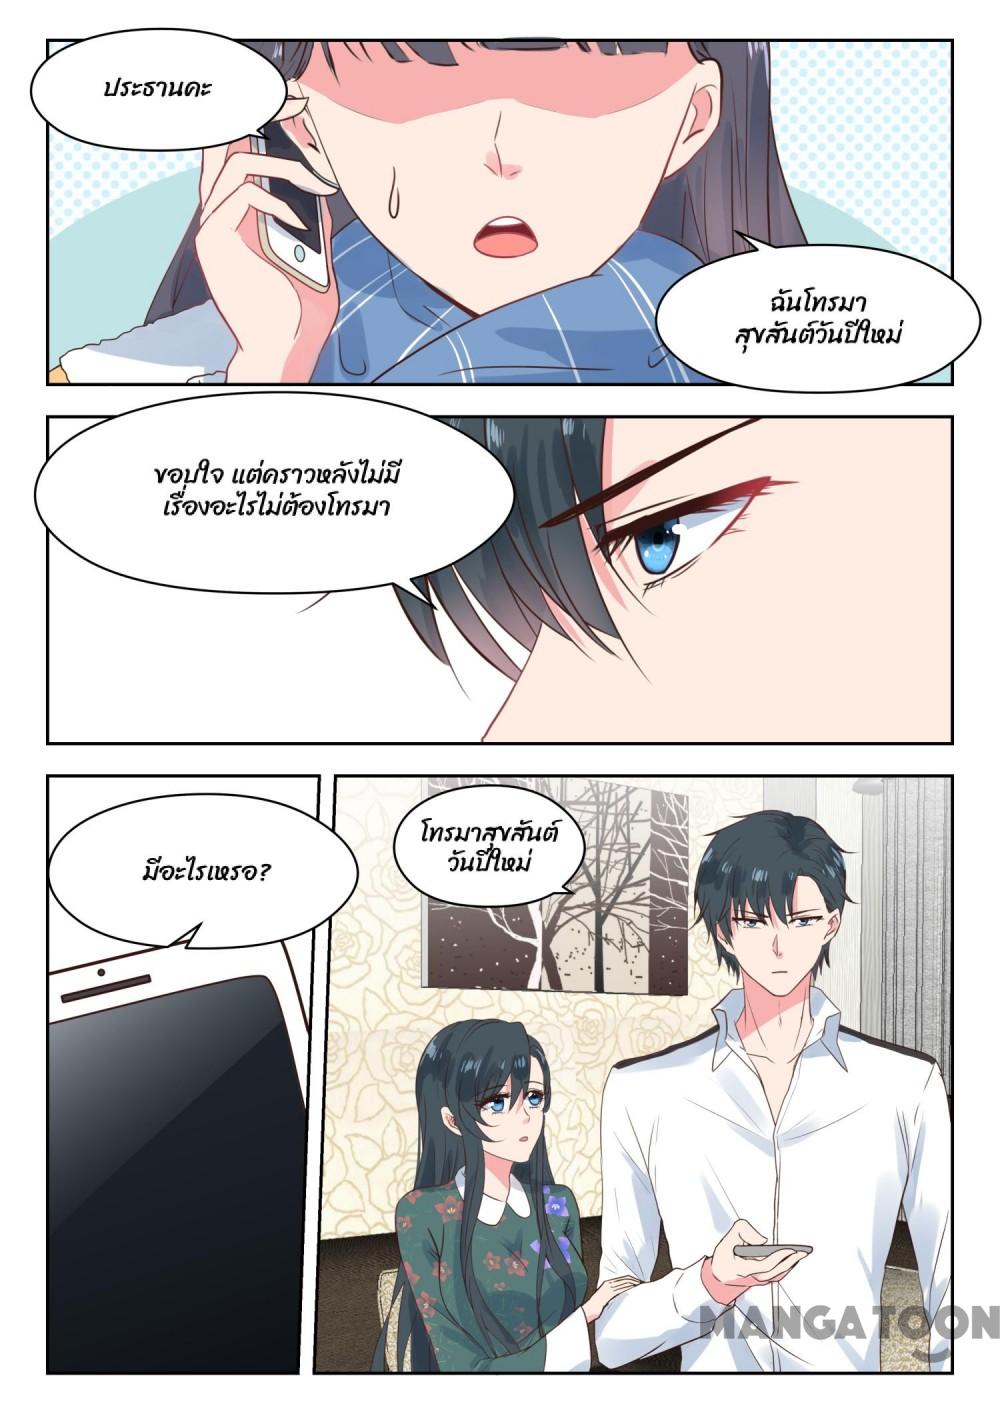 ประธานคะ
ฉันโทรมา
สุขสันต์วันปีใหม่
ขอบใจ แต่คราวหลังไม่มี
เรื่องอะไรไม่ต้องโทรมา
มีอะไรเหรอ?
โทรมาสุขสันต์
วันปีใหม่
MANGATOON